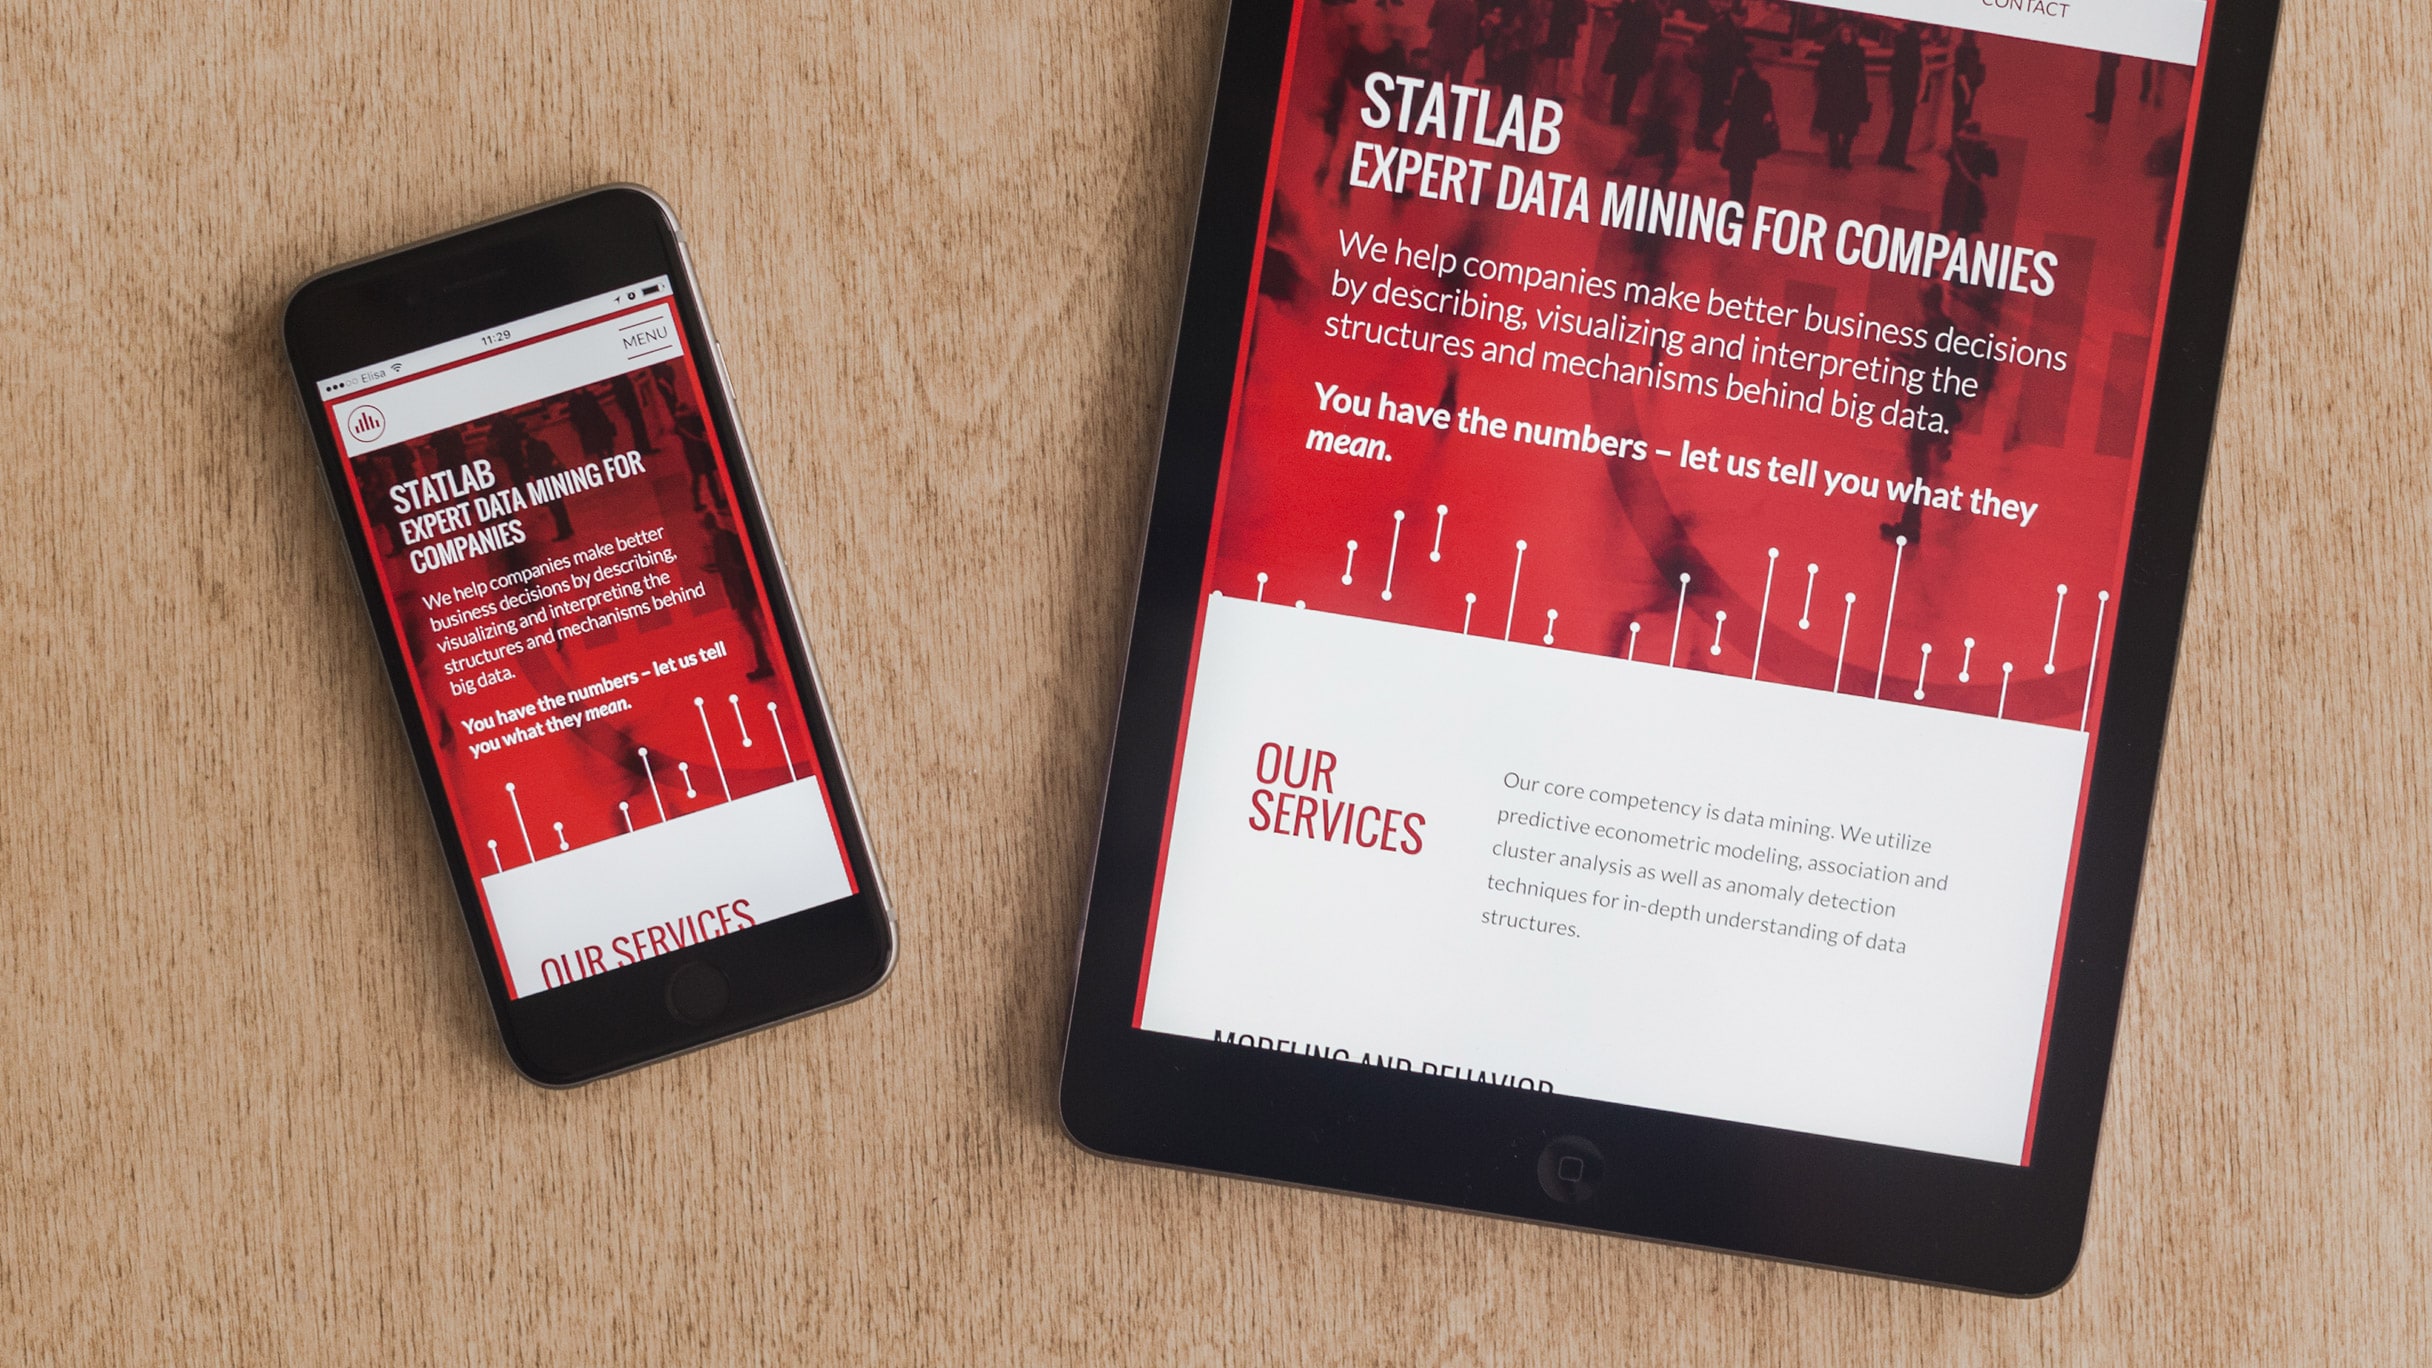 Elisa
11:29
MENU
STATLAB
EXPERT DATA MINING FOR
COMPANIES
We help companies make better
business decisions by describing,
visualizing and interpreting the
structures and mechanisms behind
big data.
You have the numbers – let us tell
you what they mean.
OUR SERVICES
CONTACT
STATLAB
EXPERT DATA MINING FOR COMPANIES
We help companies make better business decisions
by describing, visualizing and interpreting the
structures and mechanisms behind big data.
You have the numbers – let us tell you what they
mean.
OUR
SERVICES
Our core competency is data mining. We utilize
predictive econometric modeling, association and
cluster analysis as well as anomaly detection
techniques for in-depth understanding of data
structures.
MODELING AND BEHAVIOR